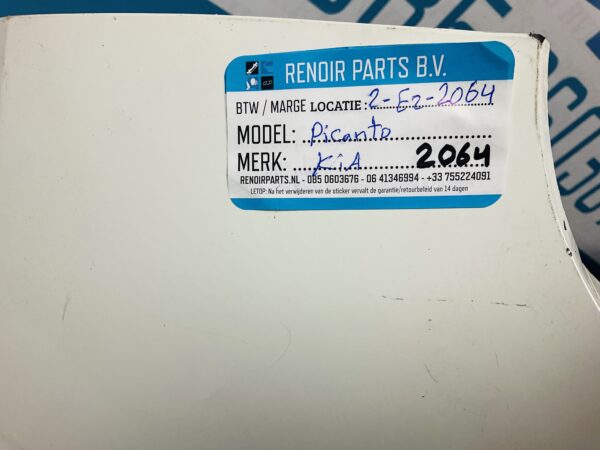 RENOIR PARTS B.V.
BTW / MARGE LOCATIE: 2-E2-2064
MODEL: Picanto
MERK: KiA 2064
RENOIRPARTS.NL - 085 0603676 - 06 41346994 - +33 755224091
LETOP: Na het verwijderen van de sticker vervalt de garantie/retourbeleid van 14 dagen